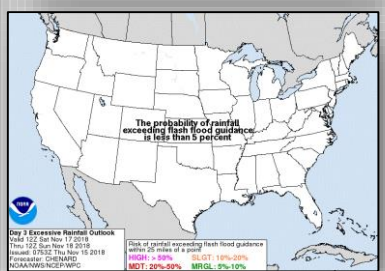 The probability of rainfall
exceeding flash flood guidance
is less than 5 percent
noaa
Day 3 Excessive Rainfall Outlook
Valid 12Z Sat Nov 17 2018
Thru 12Z Sun Nov 18 2018
Issued: 0753Z Thu Nov 15 2018
Forecaster: CHENARD
NOAA/NWS/NCEP/WPC
Risk of rainfall exceeding flash flood guidance
within 25 miles of a point
HIGH: > 50% SLGT: 10%-20%
MDT: 20%-50% MRGL: 5%-10%